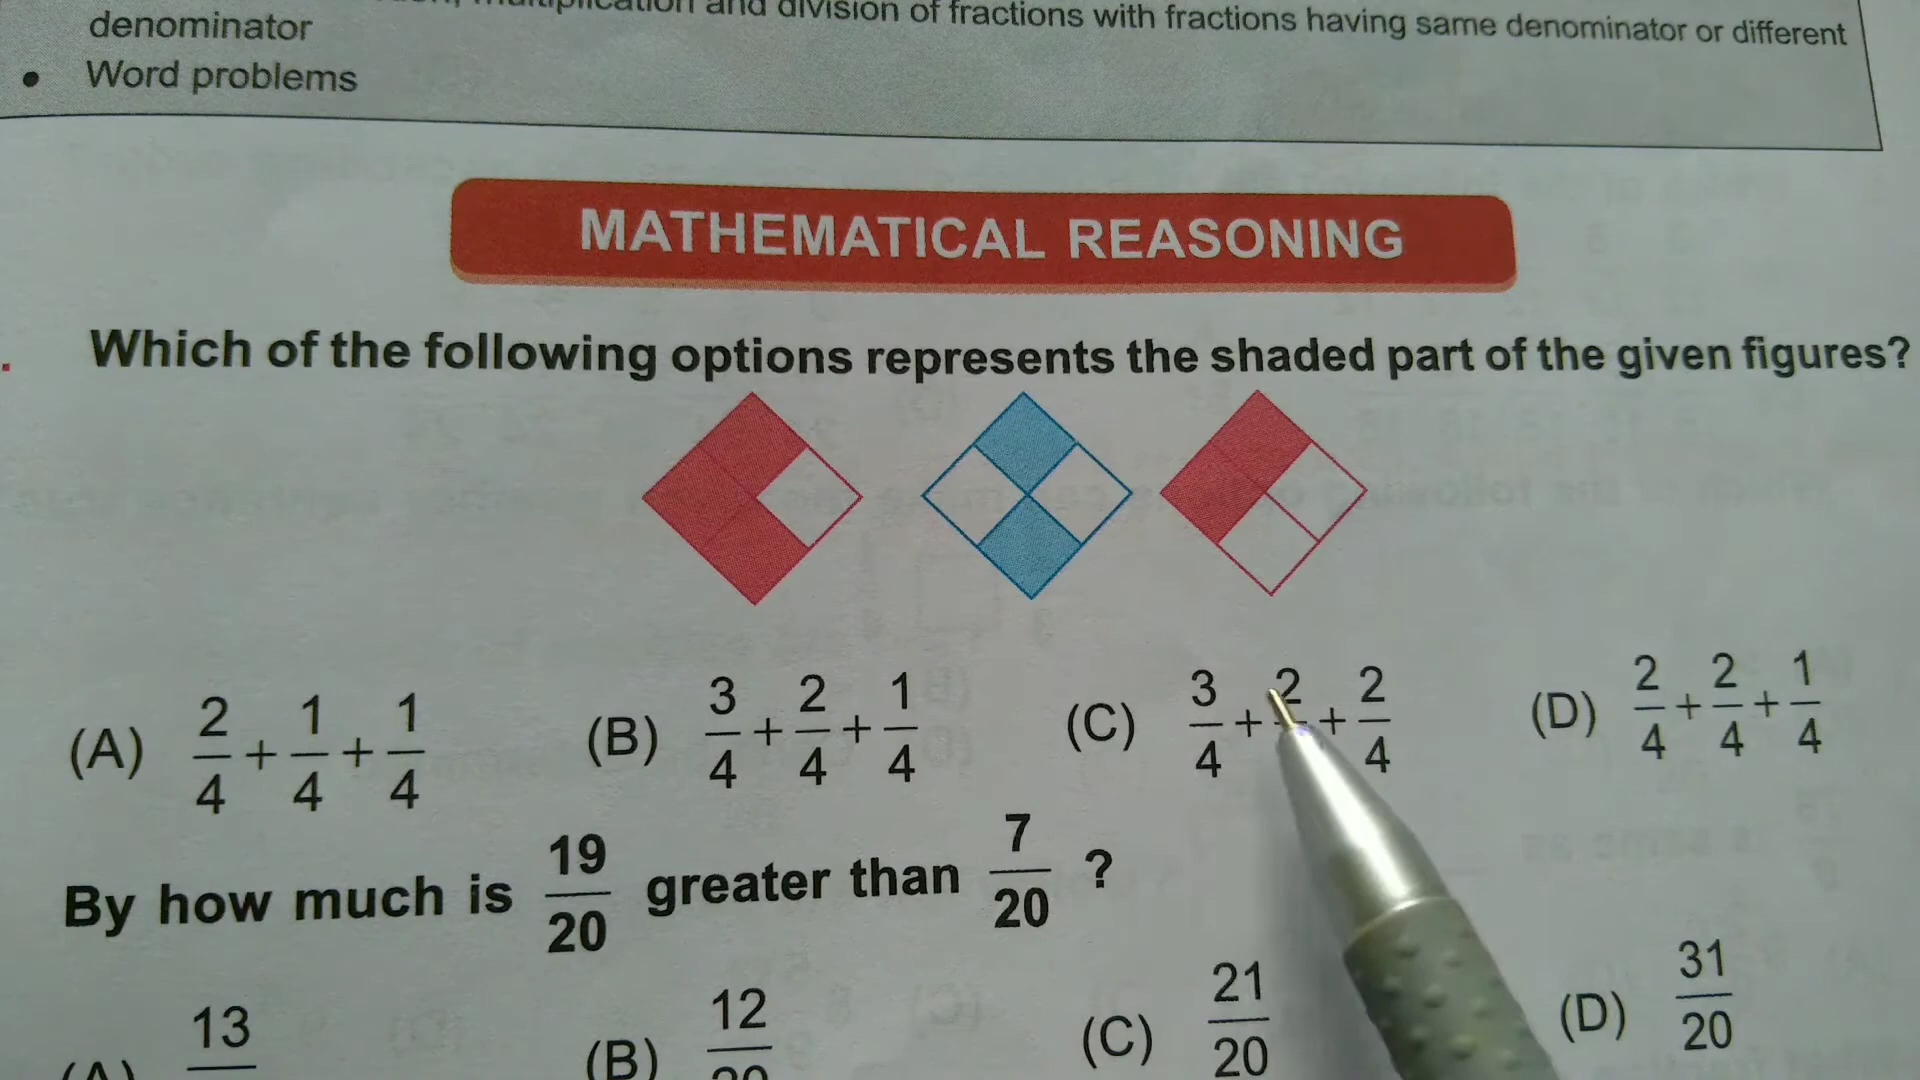 and division of fractions with fractions having same denominator or different
denominator
• Word problems
MATHEMATICAL REASONING
Which of the following options represents the shaded part of the given figures?
(A) 2/4 + 1/4 + 1/4 (B) 3/4 + 2/4 + 1/4 (C) 3/4 + 2 + 2/4 (D) 2/4 + 2/4 + 1/4
By how much is 19/20 greater than 7/20 ?
13 (B) 12 (C) 21/20 (D) 31/20